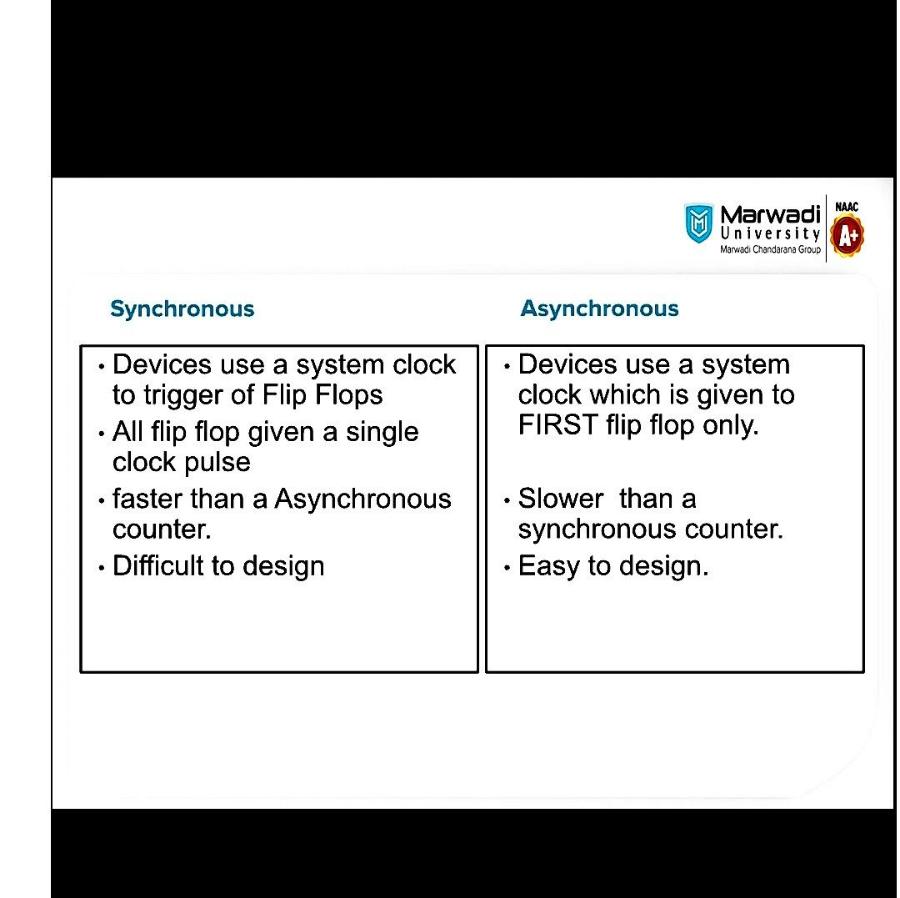 Marwadi
University
Marwadi Chandarana Group
NAAC
A+
Synchronous
• Devices use a system clock
to trigger of Flip Flops
• All flip flop given a single
clock pulse
• faster than a Asynchronous
counter.
• Difficult to design
Asynchronous
• Devices use a system
clock which is given to
FIRST flip flop only.
• Slower than a
synchronous counter.
• Easy to design.